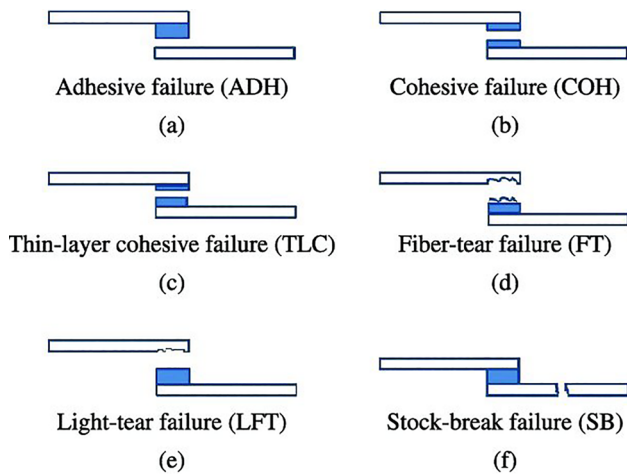 Adhesive failure (ADH)
(a)
Cohesive failure (COH)
(b)
Thin-layer cohesive failure (TLC)
(c)
Fiber-tear failure (FT)
(d)
Light-tear failure (LFT)
(e)
Stock-break failure (SB)
(f)